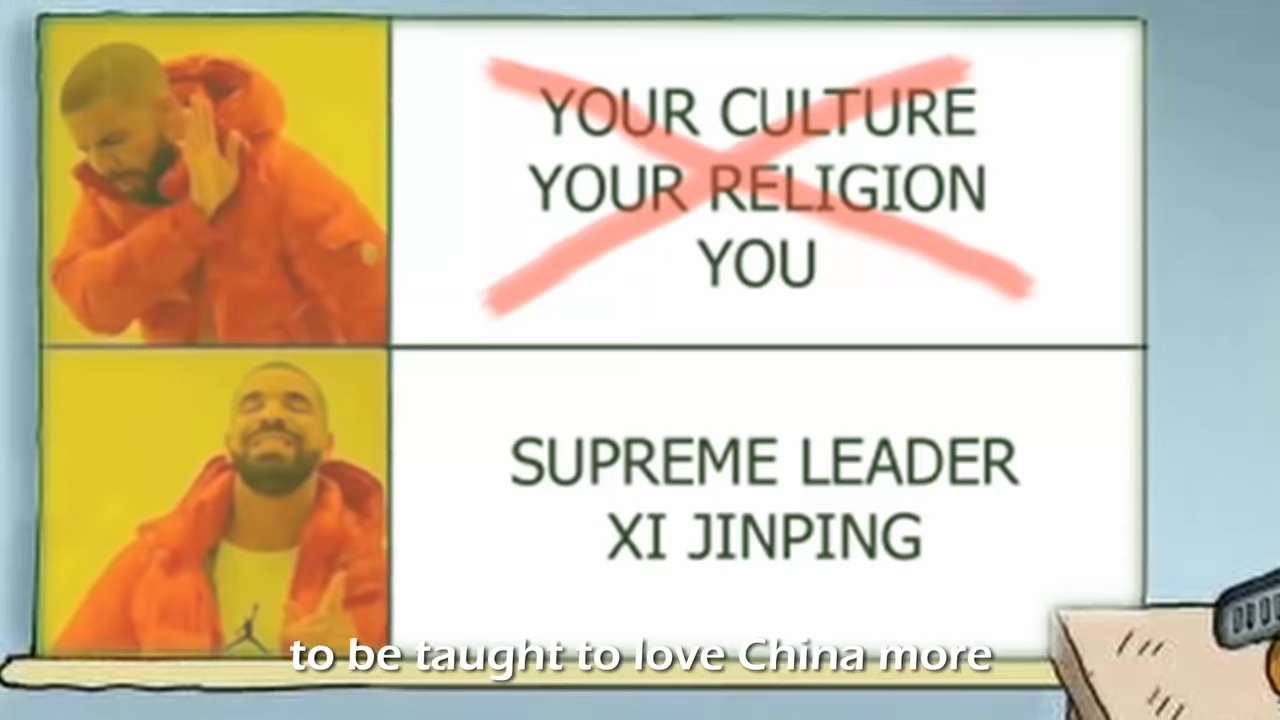 YOUR CULTURE
YOUR RELIGION
YOU
SUPREME LEADER
XI JINPING
to be taught to love China more